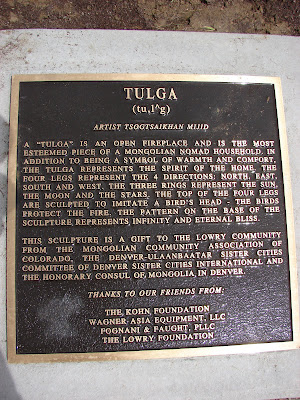 TULGA
(tu,l^g)
ARTIST TSOGTSAIKHAN MIJID
A "TULGA" IS AN OPEN FIREPLACE AND IS THE MOST
ESTEEMED PIECE OF A MONGOLIAN NOMAD HOUSEHOLD. IN
ADDITION TO BEING A SYMBOL OF WARMTH AND COMFORT,
THE TULGA REPRESENTS THE SPIRIT OF THE HOME. THE
FOUR LEGS REPRESENT THE DIRECTIONS; NORTH, EAST,
SOUTH AND WEST. THE THREE RINGS REPRESENT THE SUN,
THE MOON AND THE STARS. THE TOP OF THE FOUR LEGS
ARE SCULPTED TO IMITATE A BIRD'S HEAD - THE BIRDS
PROTECT THE FIRE. THE PATTERN ON THE BASE OF THE
SCULPTURE REPRESENTS INFINITY AND ETERNAL BLISS.
THIS SCULPTURE IS A GIFT TO THE LOWRY COMMUNITY
FROM THE MONGOLIAN COMMUNITY ASSOCIATION OF
COLORADO, THE DENVER-ULAANBAATAR SISTER CITIES
COMMITTEE OF DENVER SISTER CITIES INTERNATIONAL AND
THE HONORARY CONSUL OF MONGOLIA IN DENVER.
THANKS TO OUR FRIENDS FROM:
THE KOHN FOUNDATION
WAGNER ASIA EQUIPMENT, LLC
POGNANI & FAUGHT, PLLC
THE LOWRY FOUNDATION